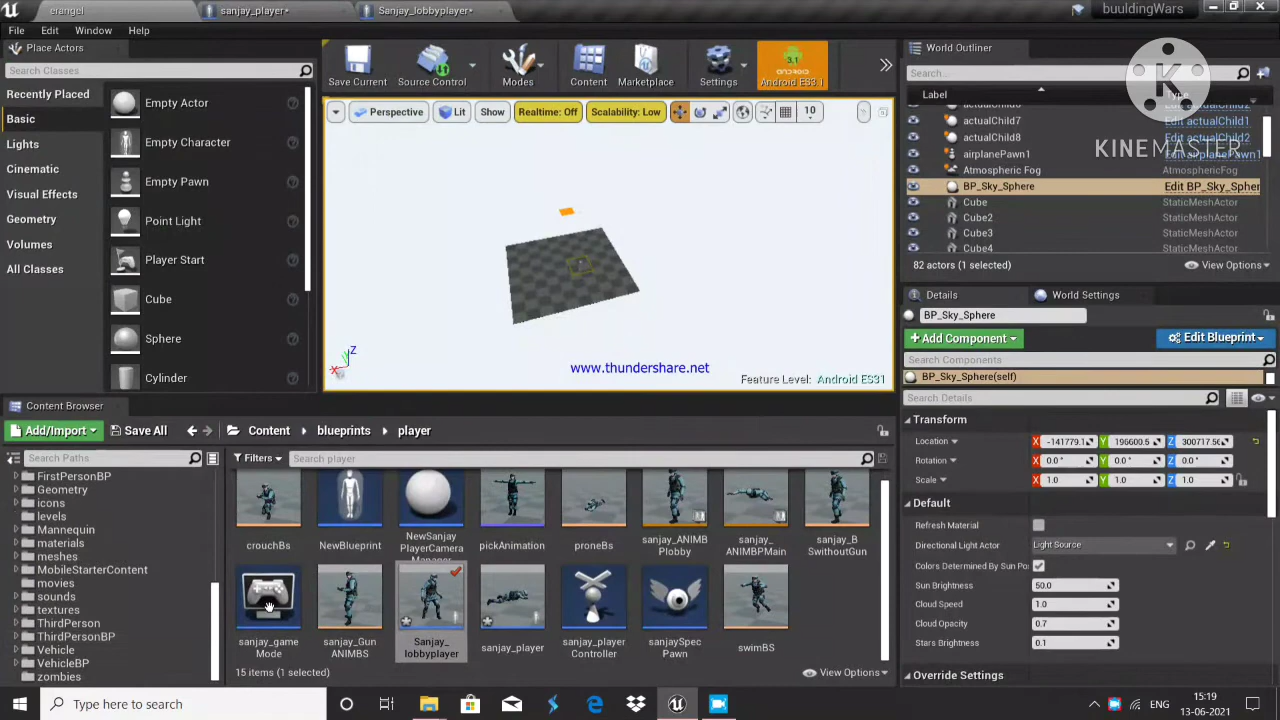 erangel
sanjay_player*
Sanjay_lobbyplayer*
buuldingWars
File
Edit
Window
Help
Place Actors
Search Classes
Recently Placed
Basic
Lights
Cinematic
Visual Effects
Geometry
Volumes
All Classes
Empty Actor
Empty Character
Empty Pawn
Point Light
Player Start
Cube
Sphere
Cylinder
Save Current
Source Control
Modes
Content
Marketplace
Settings
3.1
Android ES3 1
Perspective
Lit
Show
Realtime: Off
Scalability: Low
10
X
Z
www.thundershare.net
Feature Level: Android ES31
World Outliner
Search...
Label
Type
actualChild7
Edit actualChild1
actualChild8
Edit actualChild2
airplanePawn1
Edit airplanePawn1
Atmospheric Fog
AtmosphericFog
BP_Sky_Sphere
Edit BP_Sky_Spher
Cube
StaticMeshActor
Cube2
StaticMeshActor
Cube3
StaticMeshActor
Cube4
StaticMeshActor
82 actors (1 selected)
View Options
K
KINEMASTER
Details
World Settings
BP_Sky_Sphere
+ Add Component
Edit Blueprint
Search Components
BP_Sky_Sphere(self)
Search Details
Transform
Location
X
-141779.1
Y
196600.5
Z
300717.56
Rotation
X
0.0 °
Y
0.0 °
Z
0.0 °
Scale
X
1.0
Y
1.0
Z
1.0
Default
Refresh Material
Directional Light Actor
Light Source
Colors Determined By Sun Po
Sun Brightness
50.0
Cloud Speed
1.0
Cloud Opacity
0.7
Stars Brightness
0.1
Override Settings
Content Browser
Add/Import
Save All
Content
blueprints
player
Search Paths
Filters
Search player
FirstPersonBP
Geometry
icons
levels
Mannequin
materials
meshes
MobileStarterContent
movies
sounds
textures
ThirdPerson
ThirdPersonBP
Vehicle
VehicleBP
zombies
crouchBs
NewBlueprint
NewSanjay
PlayerCamera
Manager
pickAnimation
proneBs
sanjay_ANIMB
Plobby
sanjay_
ANIMBPMain
sanjay_B
SwithoutGun
sanjay_game
Mode
sanjay_Gun
ANIMBS
Sanjay_
lobbyplayer
sanjay_player
sanjay_player
Controller
sanjaySpec
Pawn
swimBS
15 items (1 selected)
View Options
Type here to search
ENG
15:19
13-06-2021